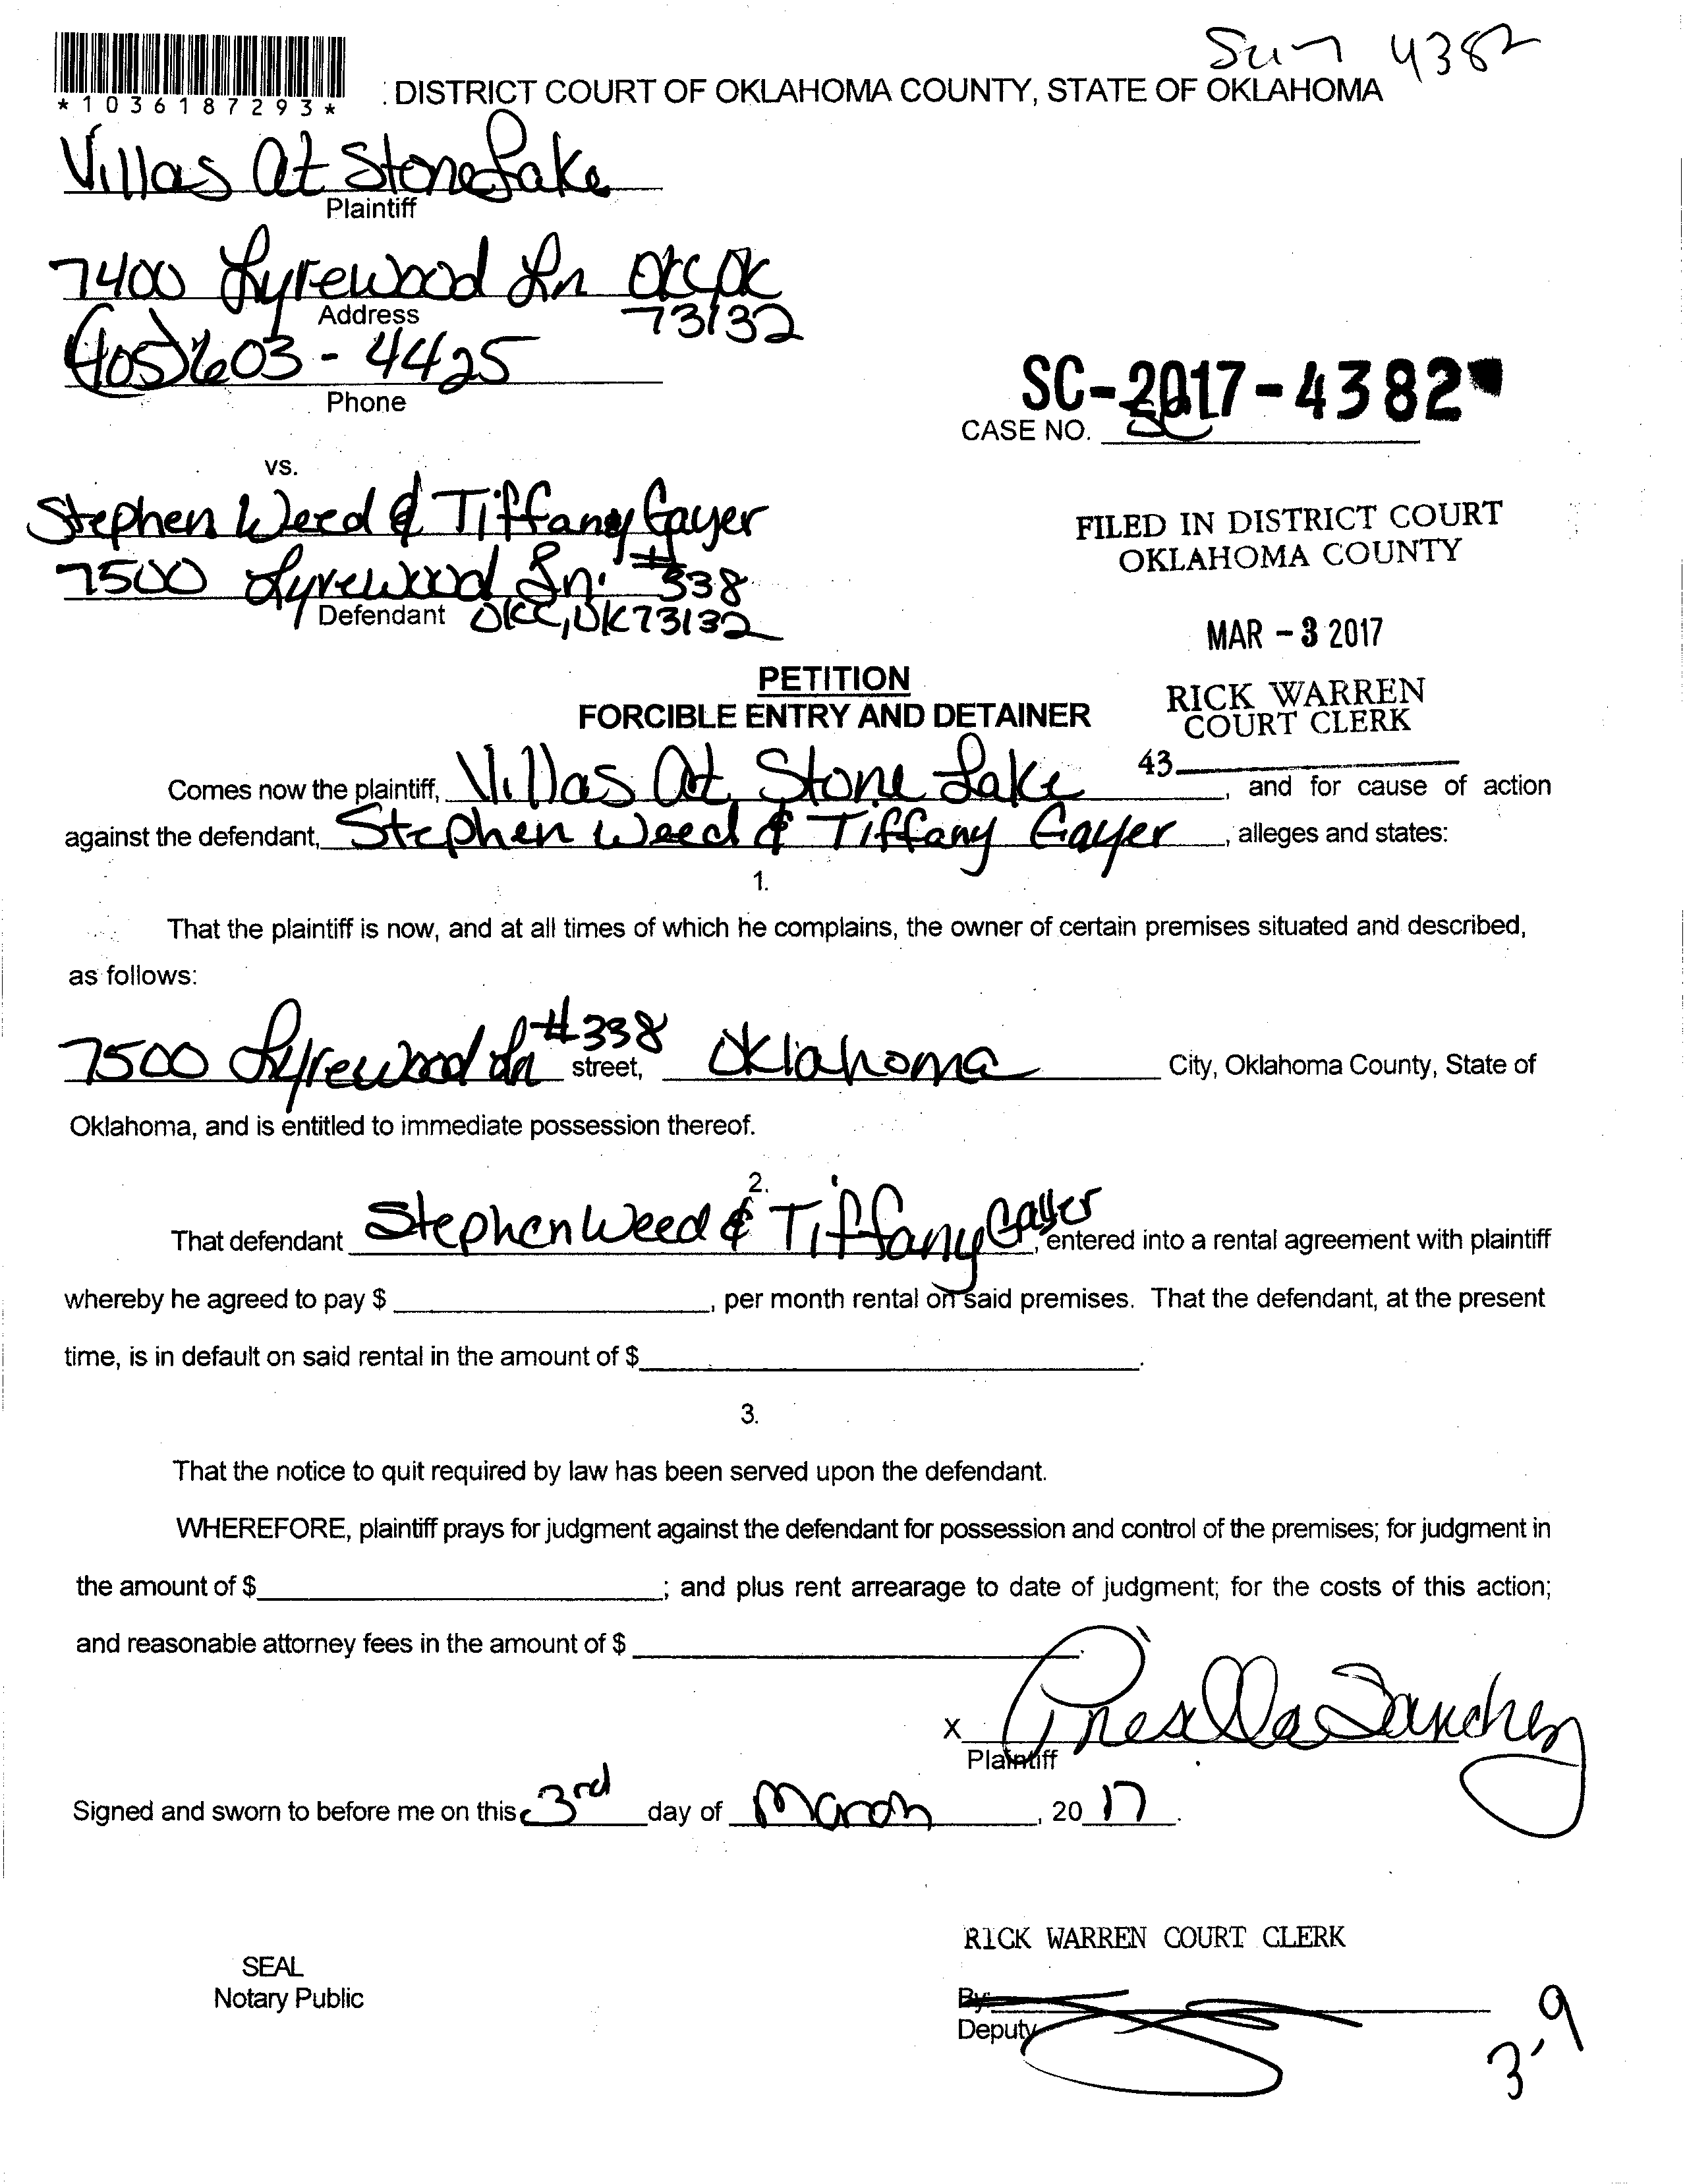 Sm 4382
*1036187293*
DISTRICT COURT OF OKLAHOMA COUNTY, STATE OF OKLAHOMA
Villas At StoneLake
Plaintiff
7400 Lyrewood Ln OKC, OK
73132
Address
(405)603-4425
Phone
SC-2017-4382
CASE NO. SC
vs.
Stephen Weed & Tiffany Gayer
7500 Lyrewood Ln. #338
Defendant OKC, OK 73132
FILED IN DISTRICT COURT
OKLAHOMA COUNTY
MAR - 3 2017
RICK WARREN
COURT CLERK
43
PETITION
FORCIBLE ENTRY AND DETAINER
Comes now the plaintiff, Villas At Stone Lake, and for cause of action
against the defendant, Stephen Weed & Tiffany Gayer, alleges and states:
1.
That the plaintiff is now, and at all times of which he complains, the owner of certain premises situated and described,
as follows:
7500 Lyrewood Ln #338 street, Oklahoma City, Oklahoma County, State of
Oklahoma, and is entitled to immediate possession thereof.
2.
That defendant Stephen Weed & Tiffany Gayer, entered into a rental agreement with plaintiff
whereby he agreed to pay $ , per month rental on said premises. That the defendant, at the present
time, is in default on said rental in the amount of $ .
3.
That the notice to quit required by law has been served upon the defendant.
WHEREFORE, plaintiff prays for judgment against the defendant for possession and control of the premises; for judgment in
the amount of $ ; and plus rent arrearage to date of judgment; for the costs of this action;
and reasonable attorney fees in the amount of $ .
x Priscilla Sanchez
Plaintiff
Signed and sworn to before me on this 3rd day of March, 2017.
RICK WARREN COURT CLERK
SEAL
Notary Public
By:
Deputy
3-9